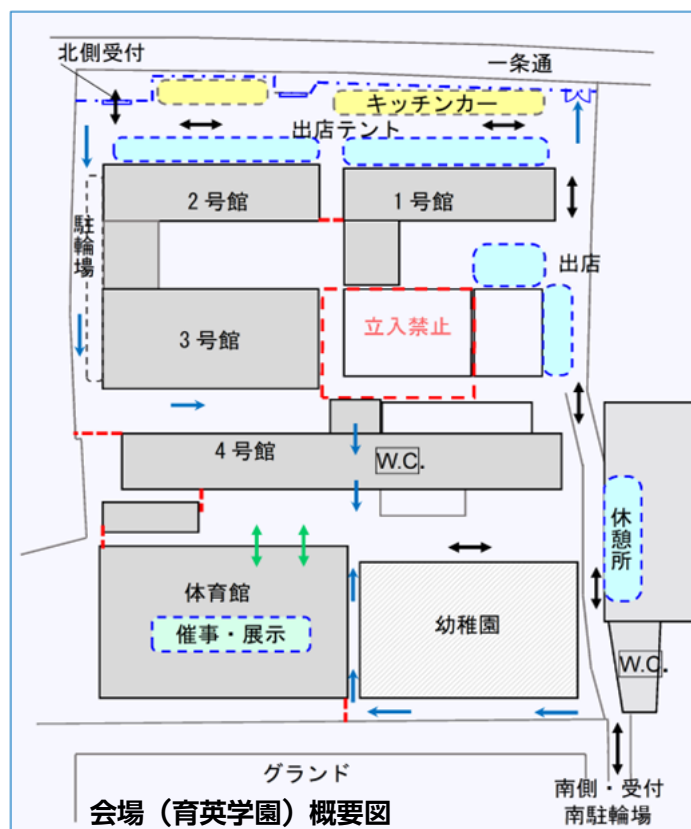 北側受付
一条通
キッチンカー
出店テント
2号館
1号館
駐輪場
出店
立入禁止
3号館
4号館
W.C.
休憩所
体育館
催事・展示
幼稚園
W.C.
グランド
南側・受付
南駐輪場
会場（育英学園）概要図